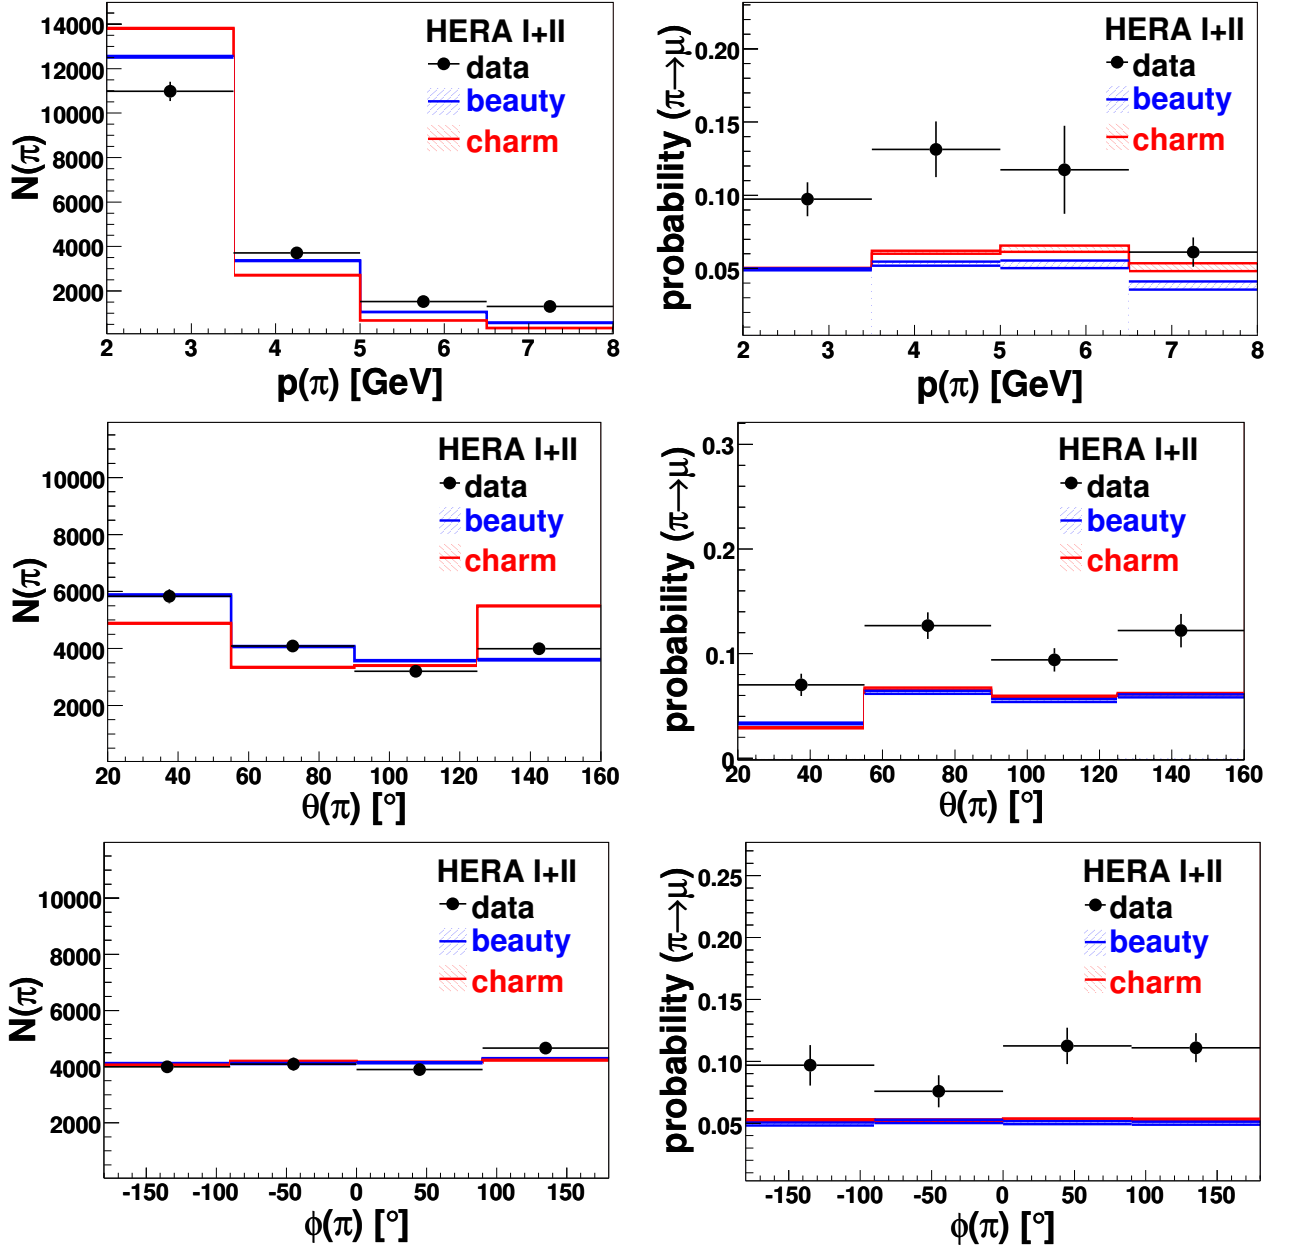 HERA I+II
data
beauty
charm
N(π)
14000
12000
10000
8000
6000
4000
2000
2 3 4 5 6 7 8
p(π) [GeV]
HERA I+II
data
beauty
charm
probability (π→μ)
0.20
0.15
0.10
0.05
2 3 4 5 6 7 8
p(π) [GeV]
HERA I+II
data
beauty
charm
N(π)
10000
8000
6000
4000
2000
20 40 60 80 100 120 140 160
θ(π) [°]
HERA I+II
data
beauty
charm
probability (π→μ)
0.3
0.2
0.1
0
20 40 60 80 100 120 140 160
θ(π) [°]
HERA I+II
data
beauty
charm
N(π)
10000
8000
6000
4000
2000
-150 -100 -50 0 50 100 150
ϕ(π) [°]
HERA I+II
data
beauty
charm
probability (π→μ)
0.25
0.20
0.15
0.10
0.05
-150 -100 -50 0 50 100 150
ϕ(π) [°]